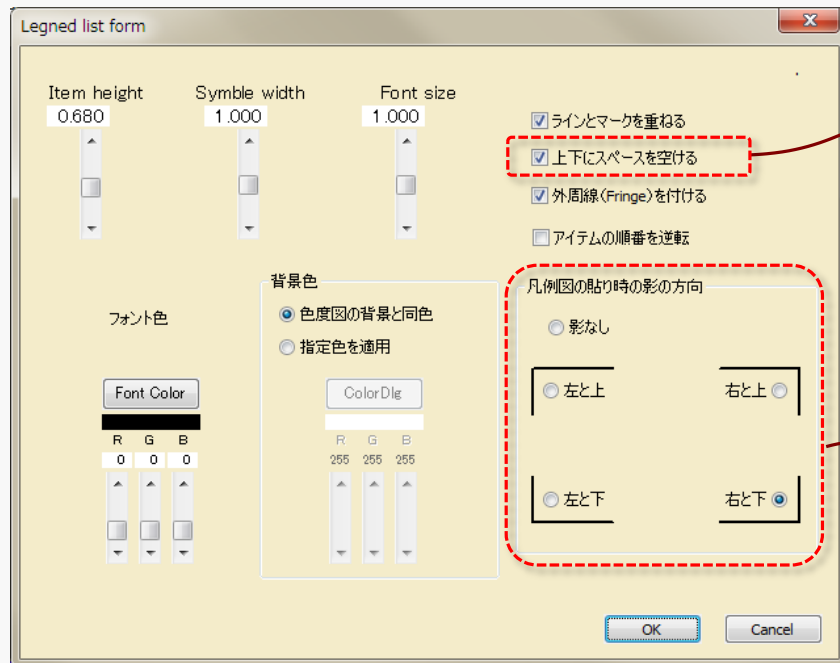 Legned list form
Item height
Symble width
Font size
0.680
1.000
1.000
ラインとマークを重ねる
上下にスペースを空ける
外周線(Fringe)を付ける
アイテムの順番を逆転
フォント色
Font Color
R G B
0 0 0
背景色
色度図の背景と同色
指定色を適用
ColorDlg
R G B
255 255 255
凡例図の貼り時の影の方向
影なし
左と上
右と上
左と下
右と下
OK
Cancel